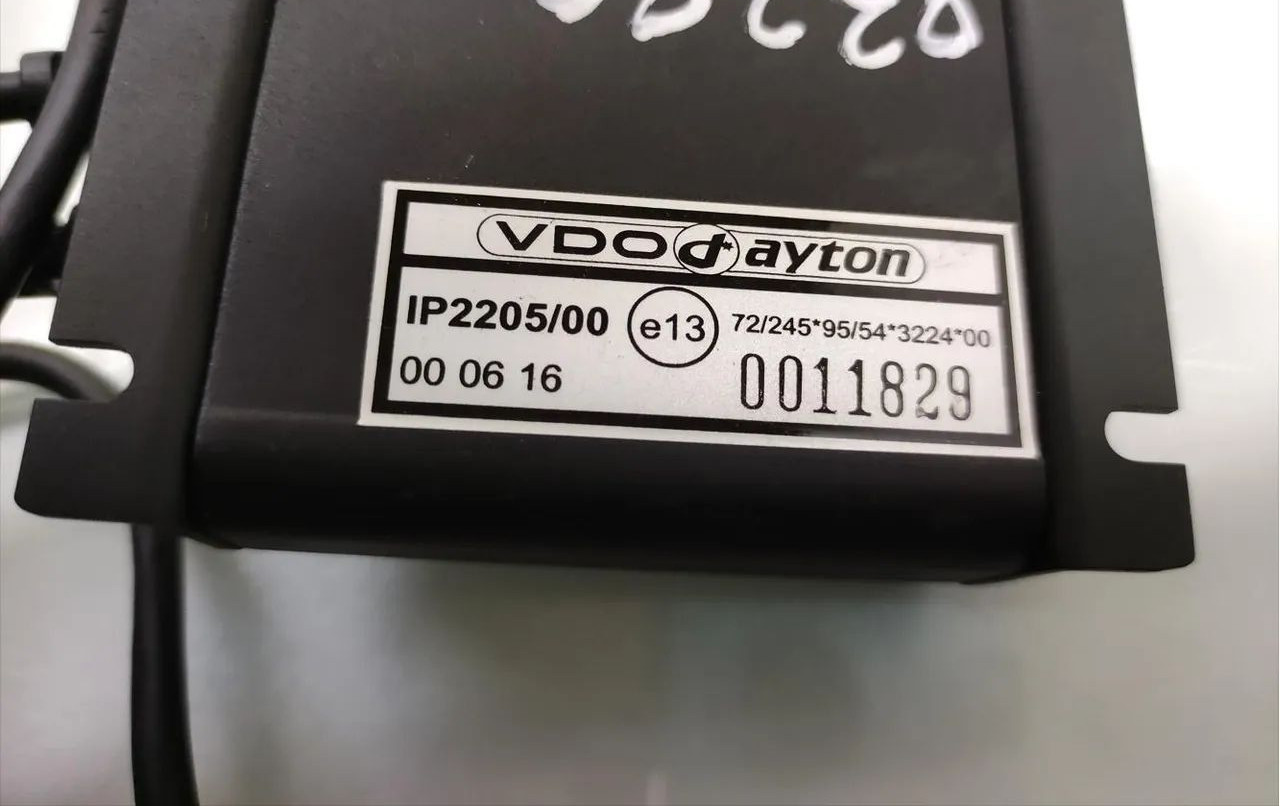 VDO dayton
IP2205/00 e13 72/245*95/54*3224*00
00 06 16 0011829